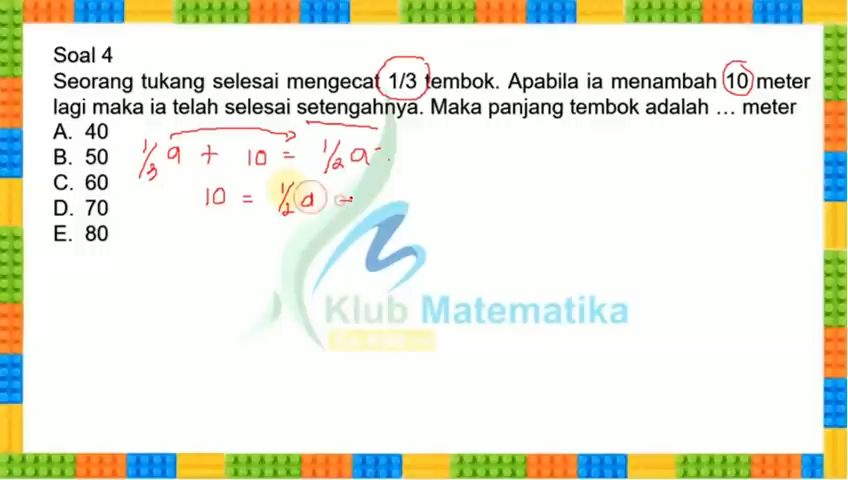 Soal 4
Seorang tukang selesai mengecat 1/3 tembok. Apabila ia menambah 10 meter
lagi maka ia telah selesai setengahnya. Maka panjang tembok adalah ... meter
A. 40
B. 50
C. 60
D. 70
E. 80
1/3 a + 10 = 1/2 a
10 = 1/2 a -
Klub Matematika